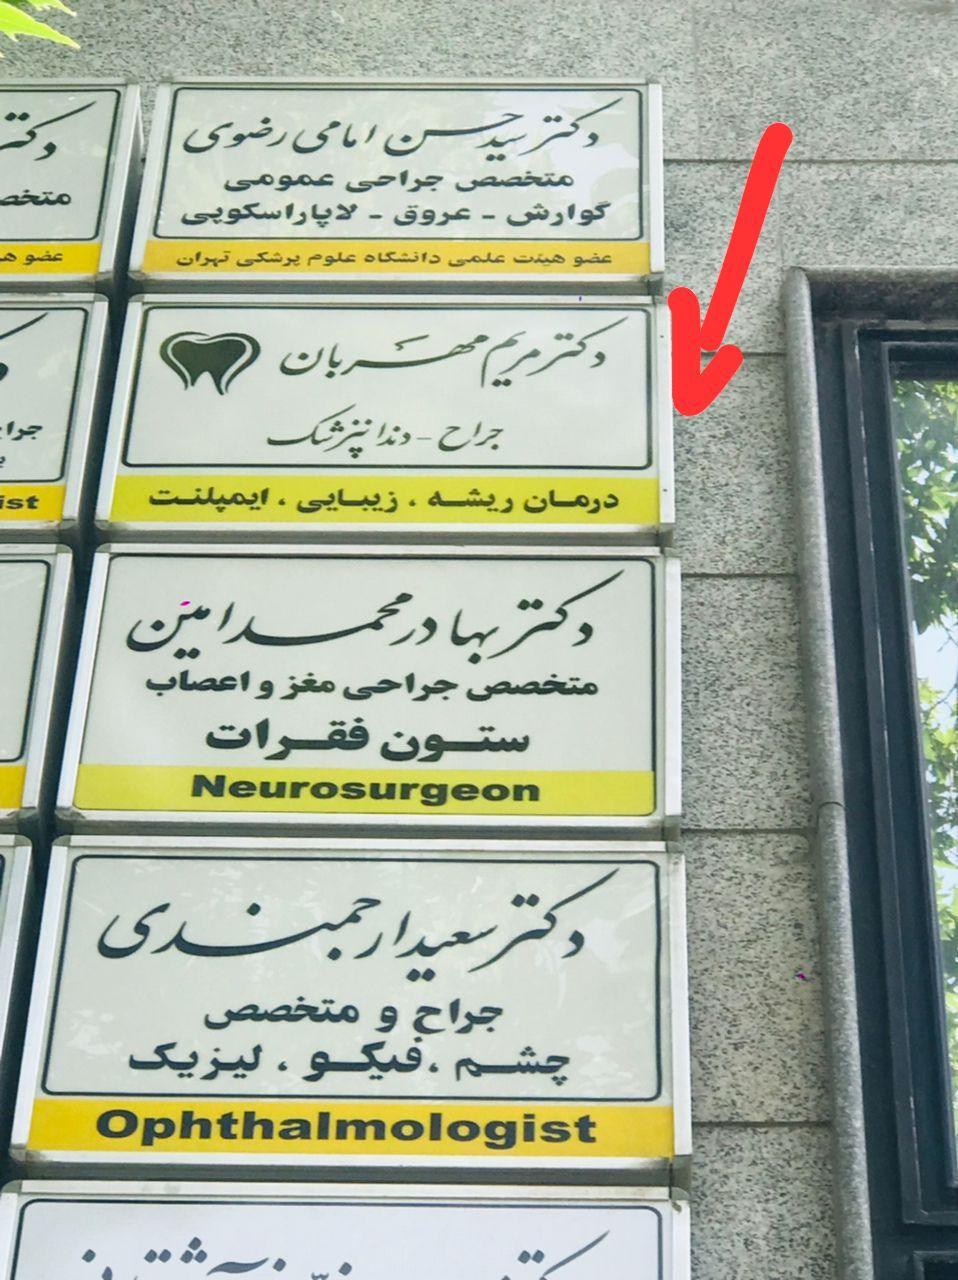 دکتر سید حسن امامی رضوی
متخصص جراحی عمومی
گوارش - عروق - لاپاراسکوپی
عضو هیئت علمی دانشگاه علوم پزشکی تهران
دکتر مریم مهربان
جراح - دندانپزشک
درمان ریشه ، زیبایی ، ایمپلنت
دکتر بهادر محمد امین
متخصص جراحی مغز و اعصاب
ستون فقرات
Neurosurgeon
دکتر سعید ارجمندی
جراح و متخصص
چشم ، فیکو ، لیزیک
Ophthalmologist